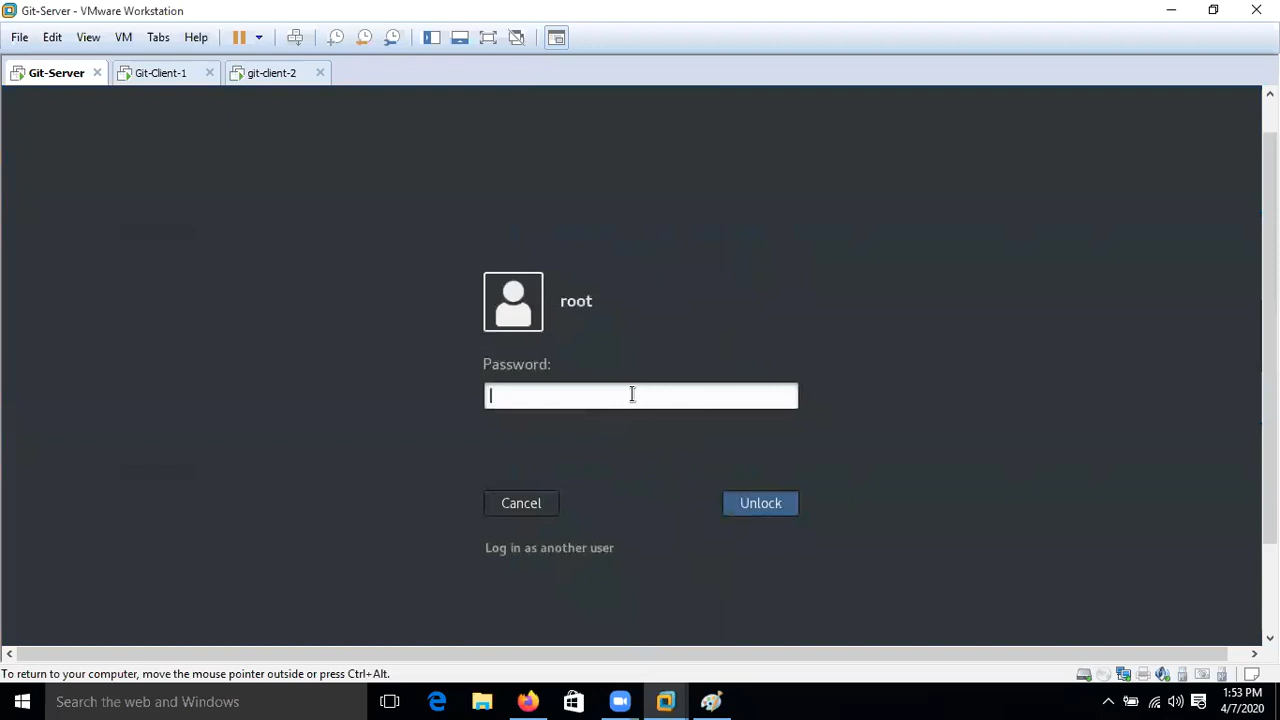 Git-Server - VMware Workstation
File Edit View VM Tabs Help
Git-Server Git-Client-1 git-client-2
root
Password:
Cancel Unlock
Log in as another user
To return to your computer, move the mouse pointer outside or press Ctrl+Alt.
Search the web and Windows
1:53 PM
4/7/2020